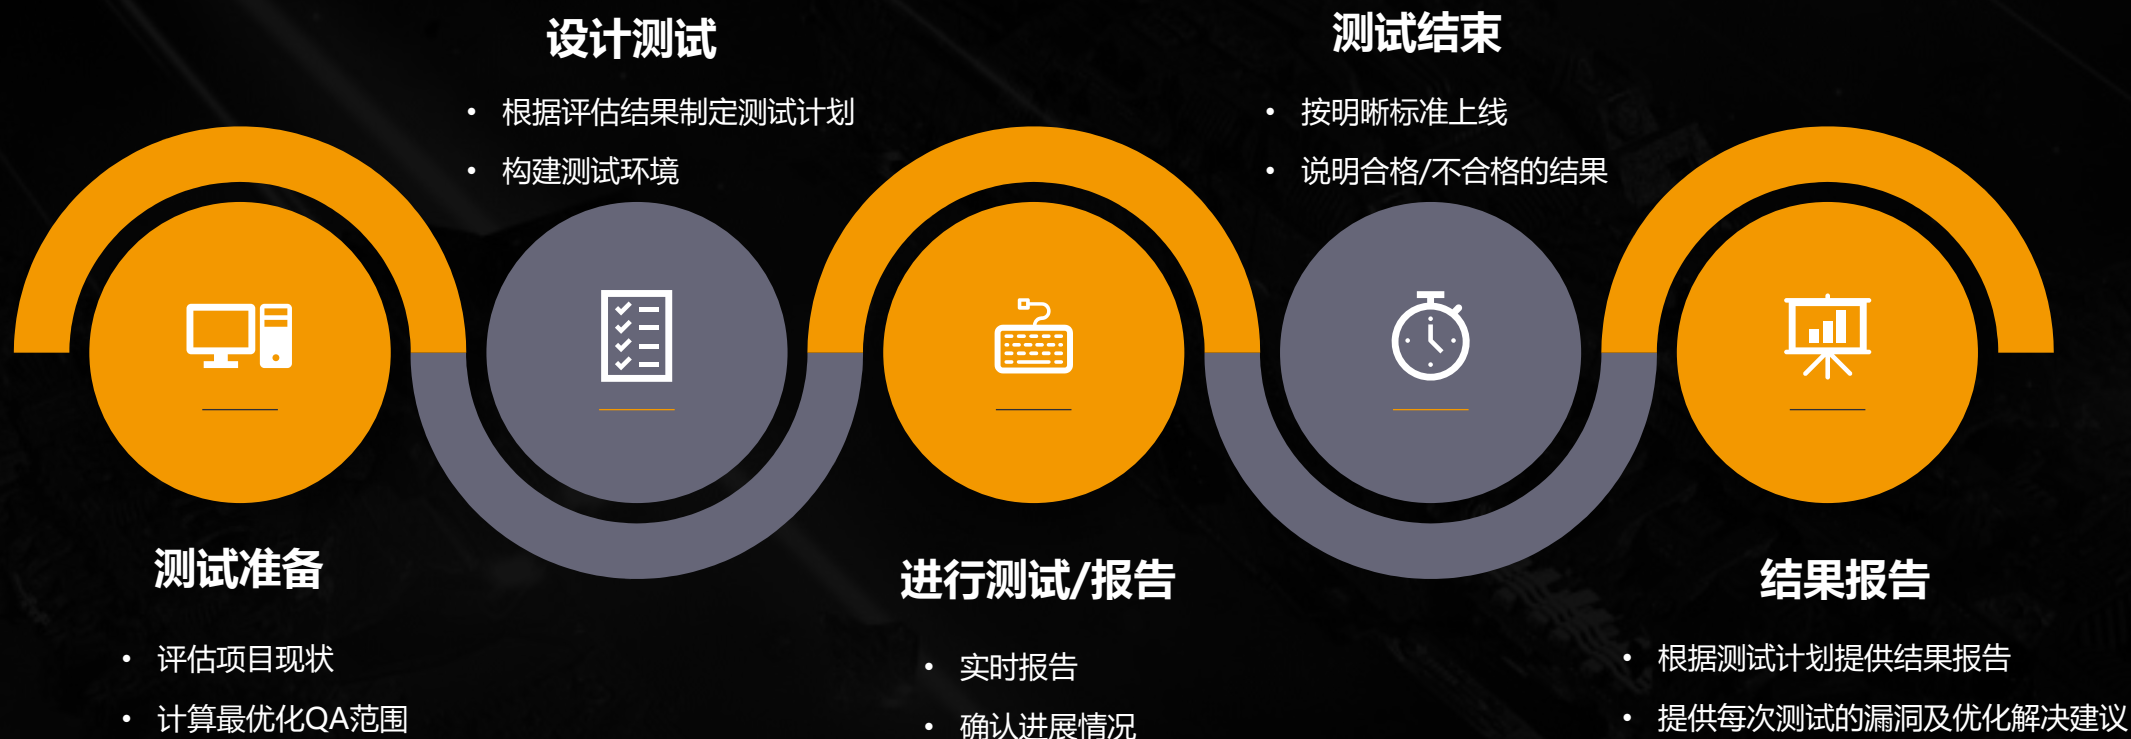 测试准备
• 评估项目现状
• 计算最优化QA范围
设计测试
• 根据评估结果制定测试计划
• 构建测试环境
进行测试/报告
• 实时报告
• 确认进展情况
测试结束
• 按明晰标准上线
• 说明合格/不合格的结果
结果报告
• 根据测试计划提供结果报告
• 提供每次测试的漏洞及优化解决建议